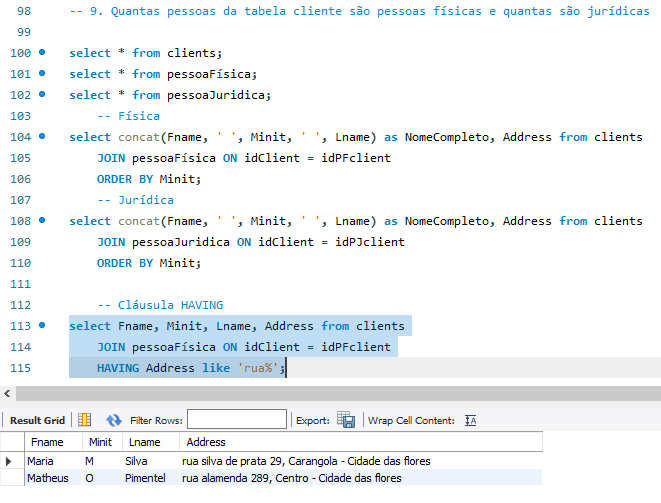 98 -- 9. Quantas pessoas da tabela cliente são pessoas físicas e quantas são jurídicas
99
100 select * from clients;
101 select * from pessoaFísica;
102 select * from pessoaJuridica;
103 -- Física
104 select concat(Fname, ' ', Minit, ' ', Lname) as NomeCompleto, Address from clients
105 JOIN pessoaFísica ON idClient = idPFclient
106 ORDER BY Minit;
107 -- Jurídica
108 select concat(Fname, ' ', Minit, ' ', Lname) as NomeCompleto, Address from clients
109 JOIN pessoaJuridica ON idClient = idPJclient
110 ORDER BY Minit;
111
112 -- Cláusula HAVING
113 select Fname, Minit, Lname, Address from clients
114 JOIN pessoaFísica ON idClient = idPFclient
115 HAVING Address like 'rua%';
Result Grid Filter Rows: Export: Wrap Cell Content: IA
Fname Minit Lname Address
Maria M Silva rua silva de prata 29, Carangola - Cidade das flores
Matheus O Pimentel rua alamenda 289, Centro - Cidade das flores